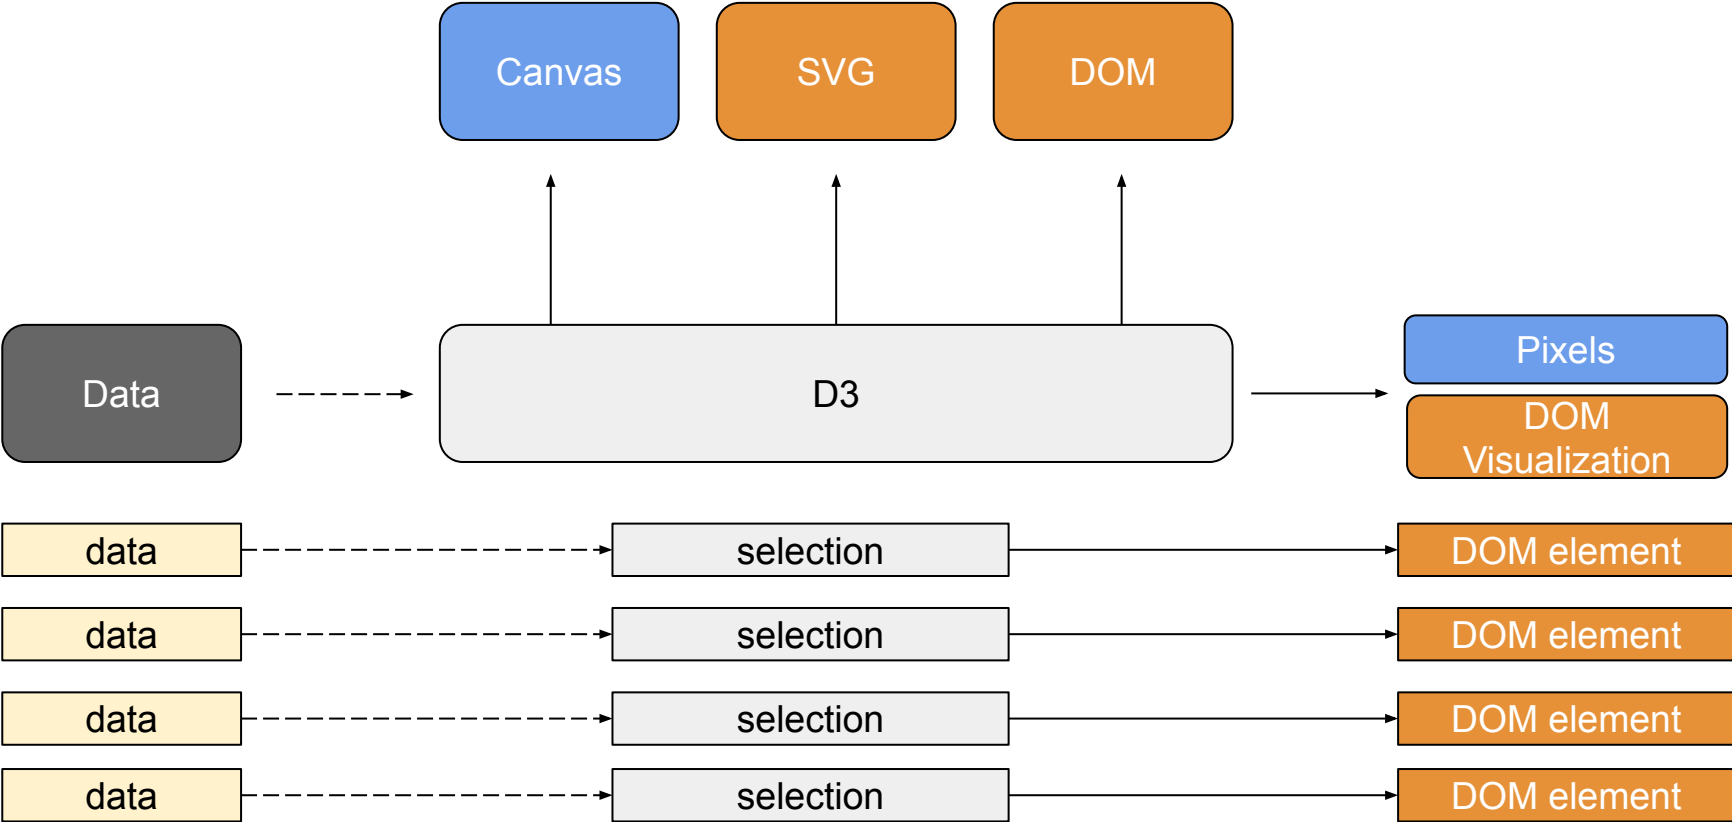 Canvas
SVG
DOM
Data
D3
Pixels
DOM
Visualization
data
selection
DOM element
data
selection
DOM element
data
selection
DOM element
data
selection
DOM element